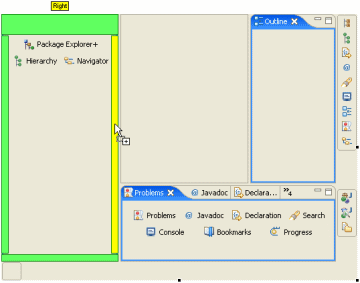 Right
Outline
Package Explorer+
Hierarchy Navigator
Problems Javadoc Declara... »4
Problems Javadoc Declaration Search
Console Bookmarks Progress